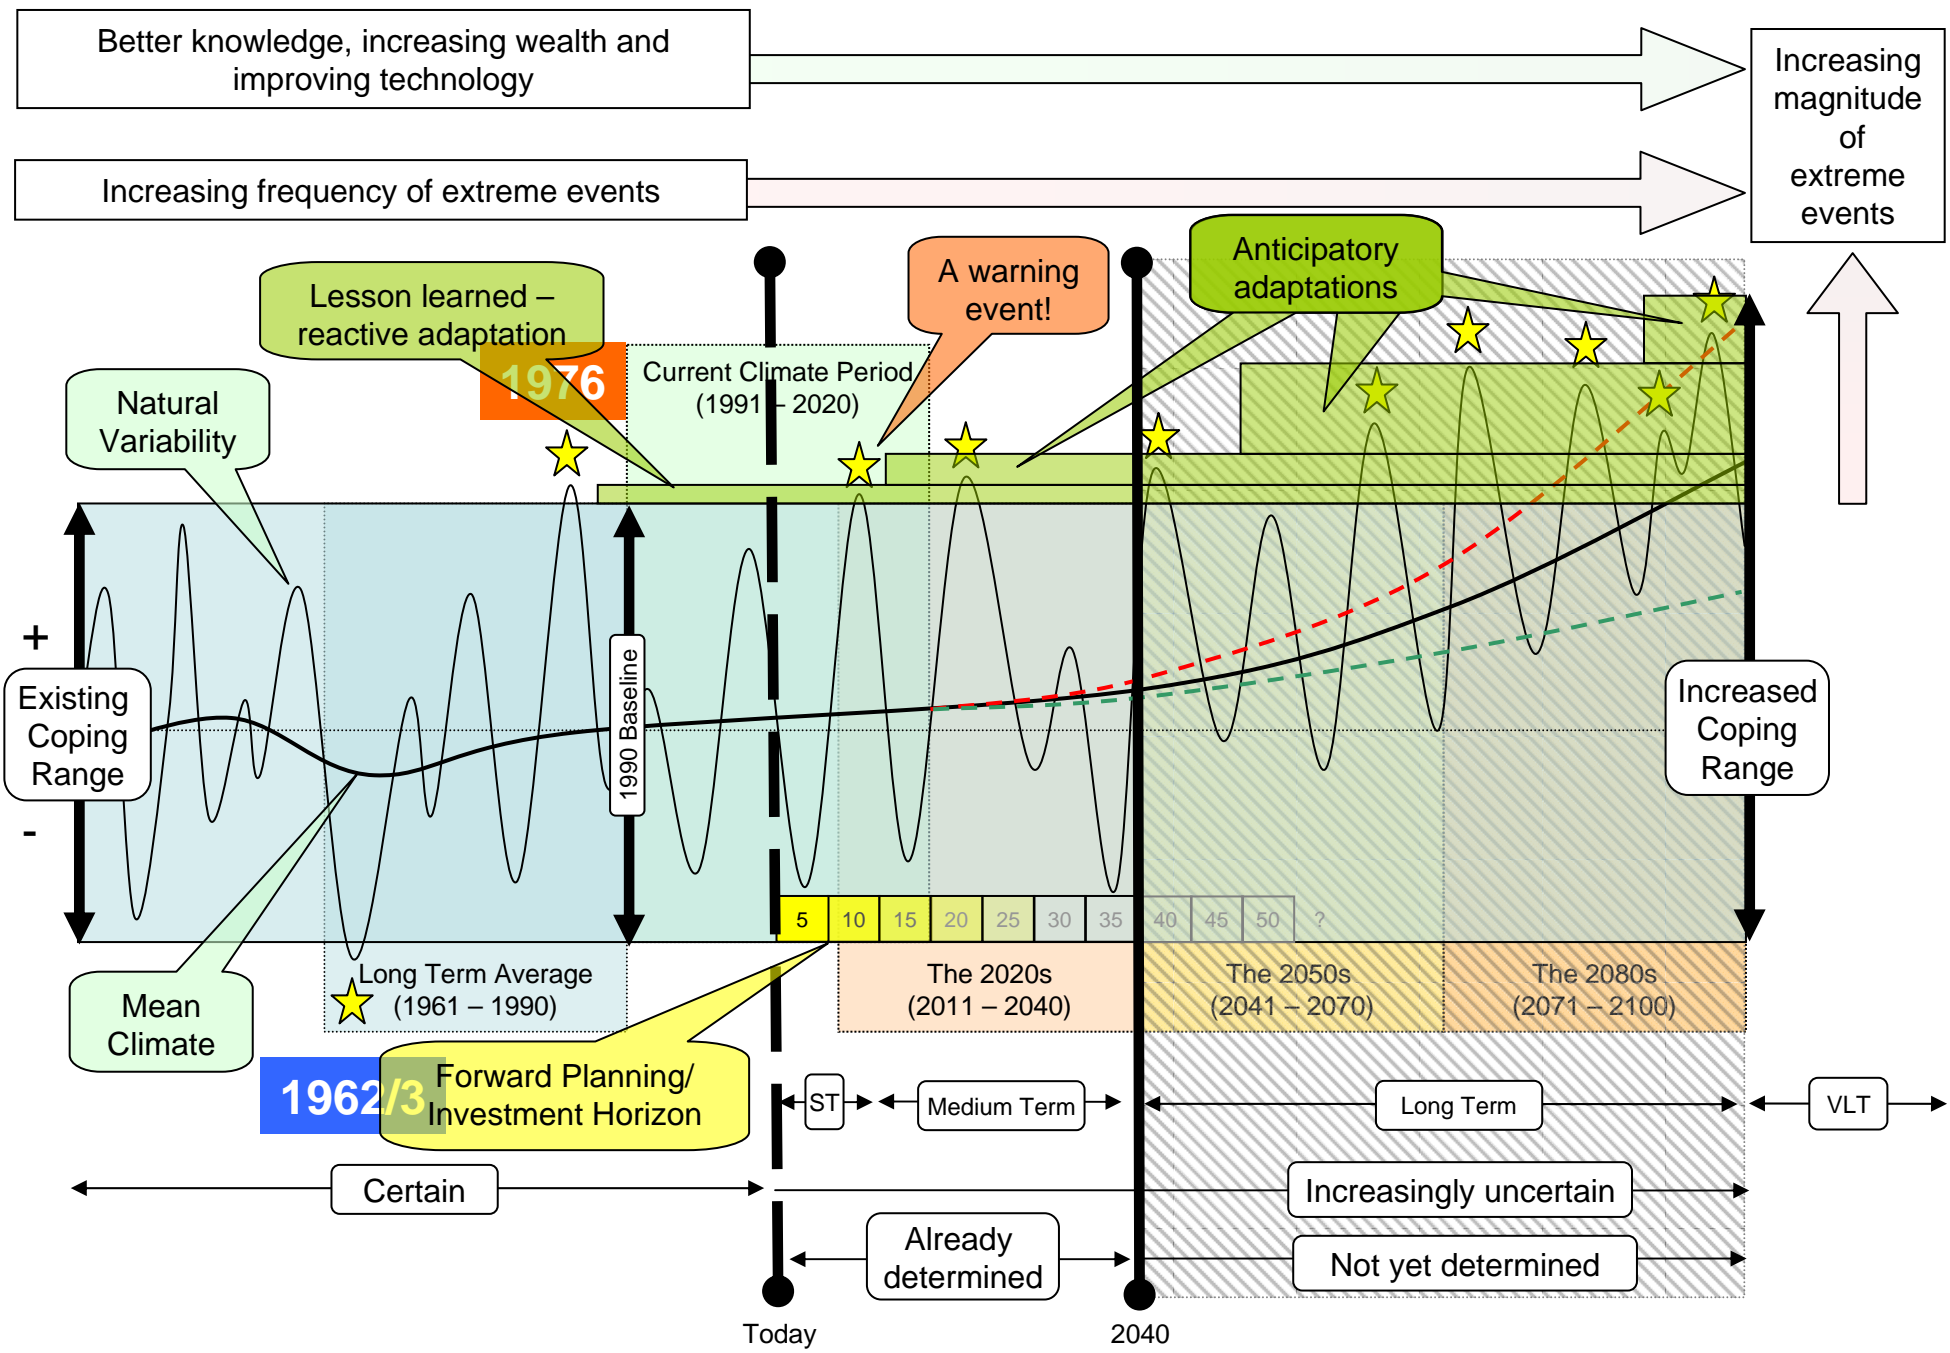 Better knowledge, increasing wealth and
improving technology
Increasing
magnitude
of
extreme
events
Increasing frequency of extreme events
Anticipatory
adaptations
A warning
event!
Lesson learned –
reactive adaptation
1976
Current Climate Period
(1991 – 2020)
Natural
Variability
+
Existing
Coping
Range
-
1990 Baseline
Increased
Coping
Range
5 10 15 20 25 30 35 40 45 50 ?
Long Term Average
(1961 – 1990)
The 2020s
(2011 – 2040)
The 2050s
(2041 – 2070)
The 2080s
(2071 – 2100)
Mean
Climate
1962/3
Forward Planning/
Investment Horizon
ST
Medium Term
Long Term
VLT
Certain
Increasingly uncertain
Already
determined
Not yet determined
Today
2040